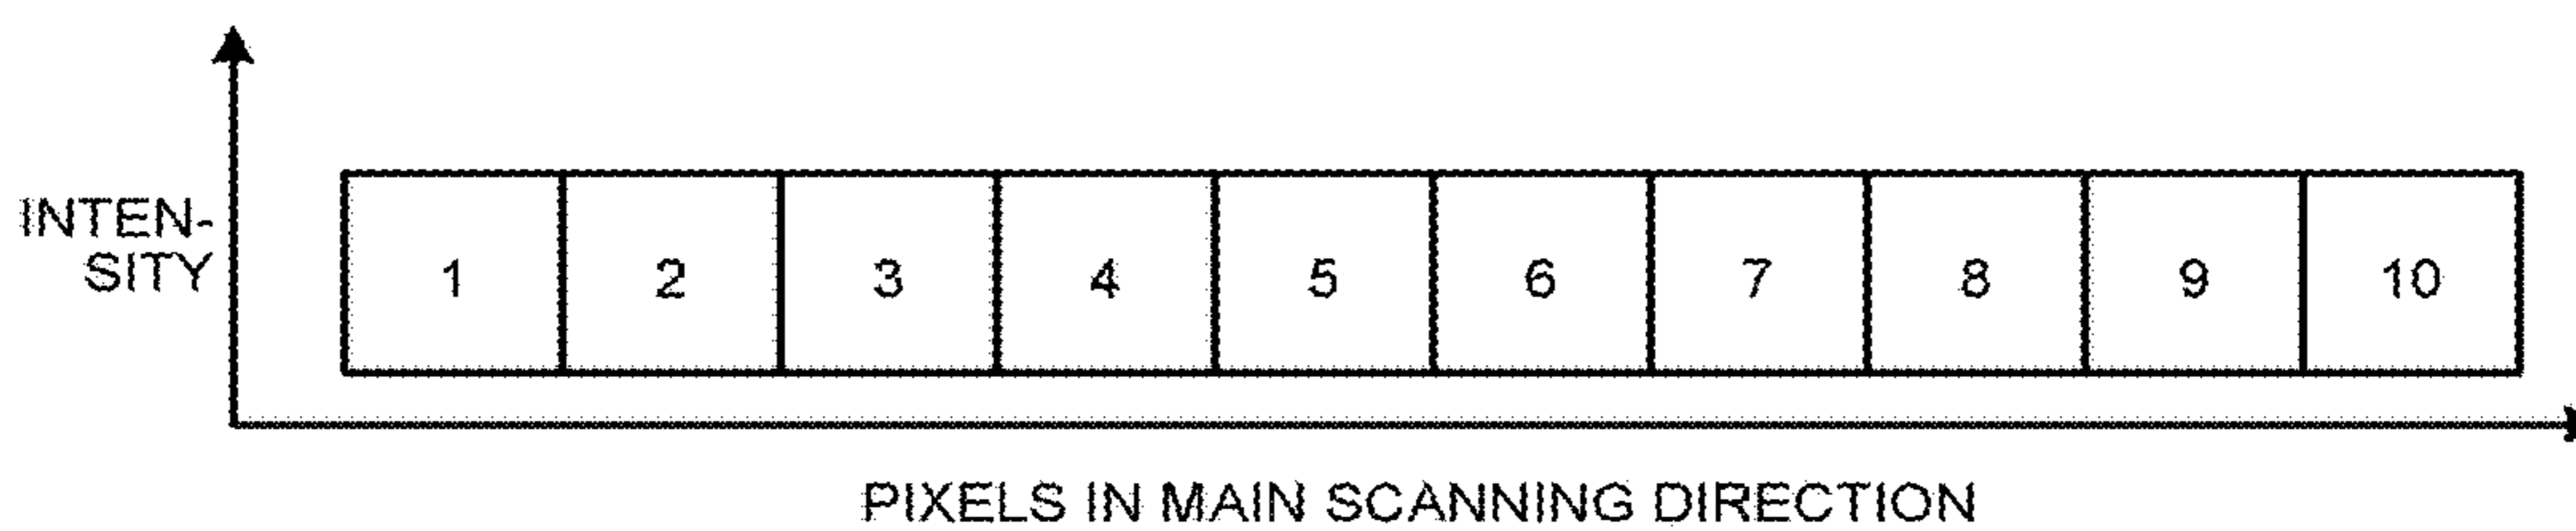 INTEN-
SITY
1 2 3 4 5 6 7 8 9 10
PIXELS IN MAIN SCANNING DIRECTION